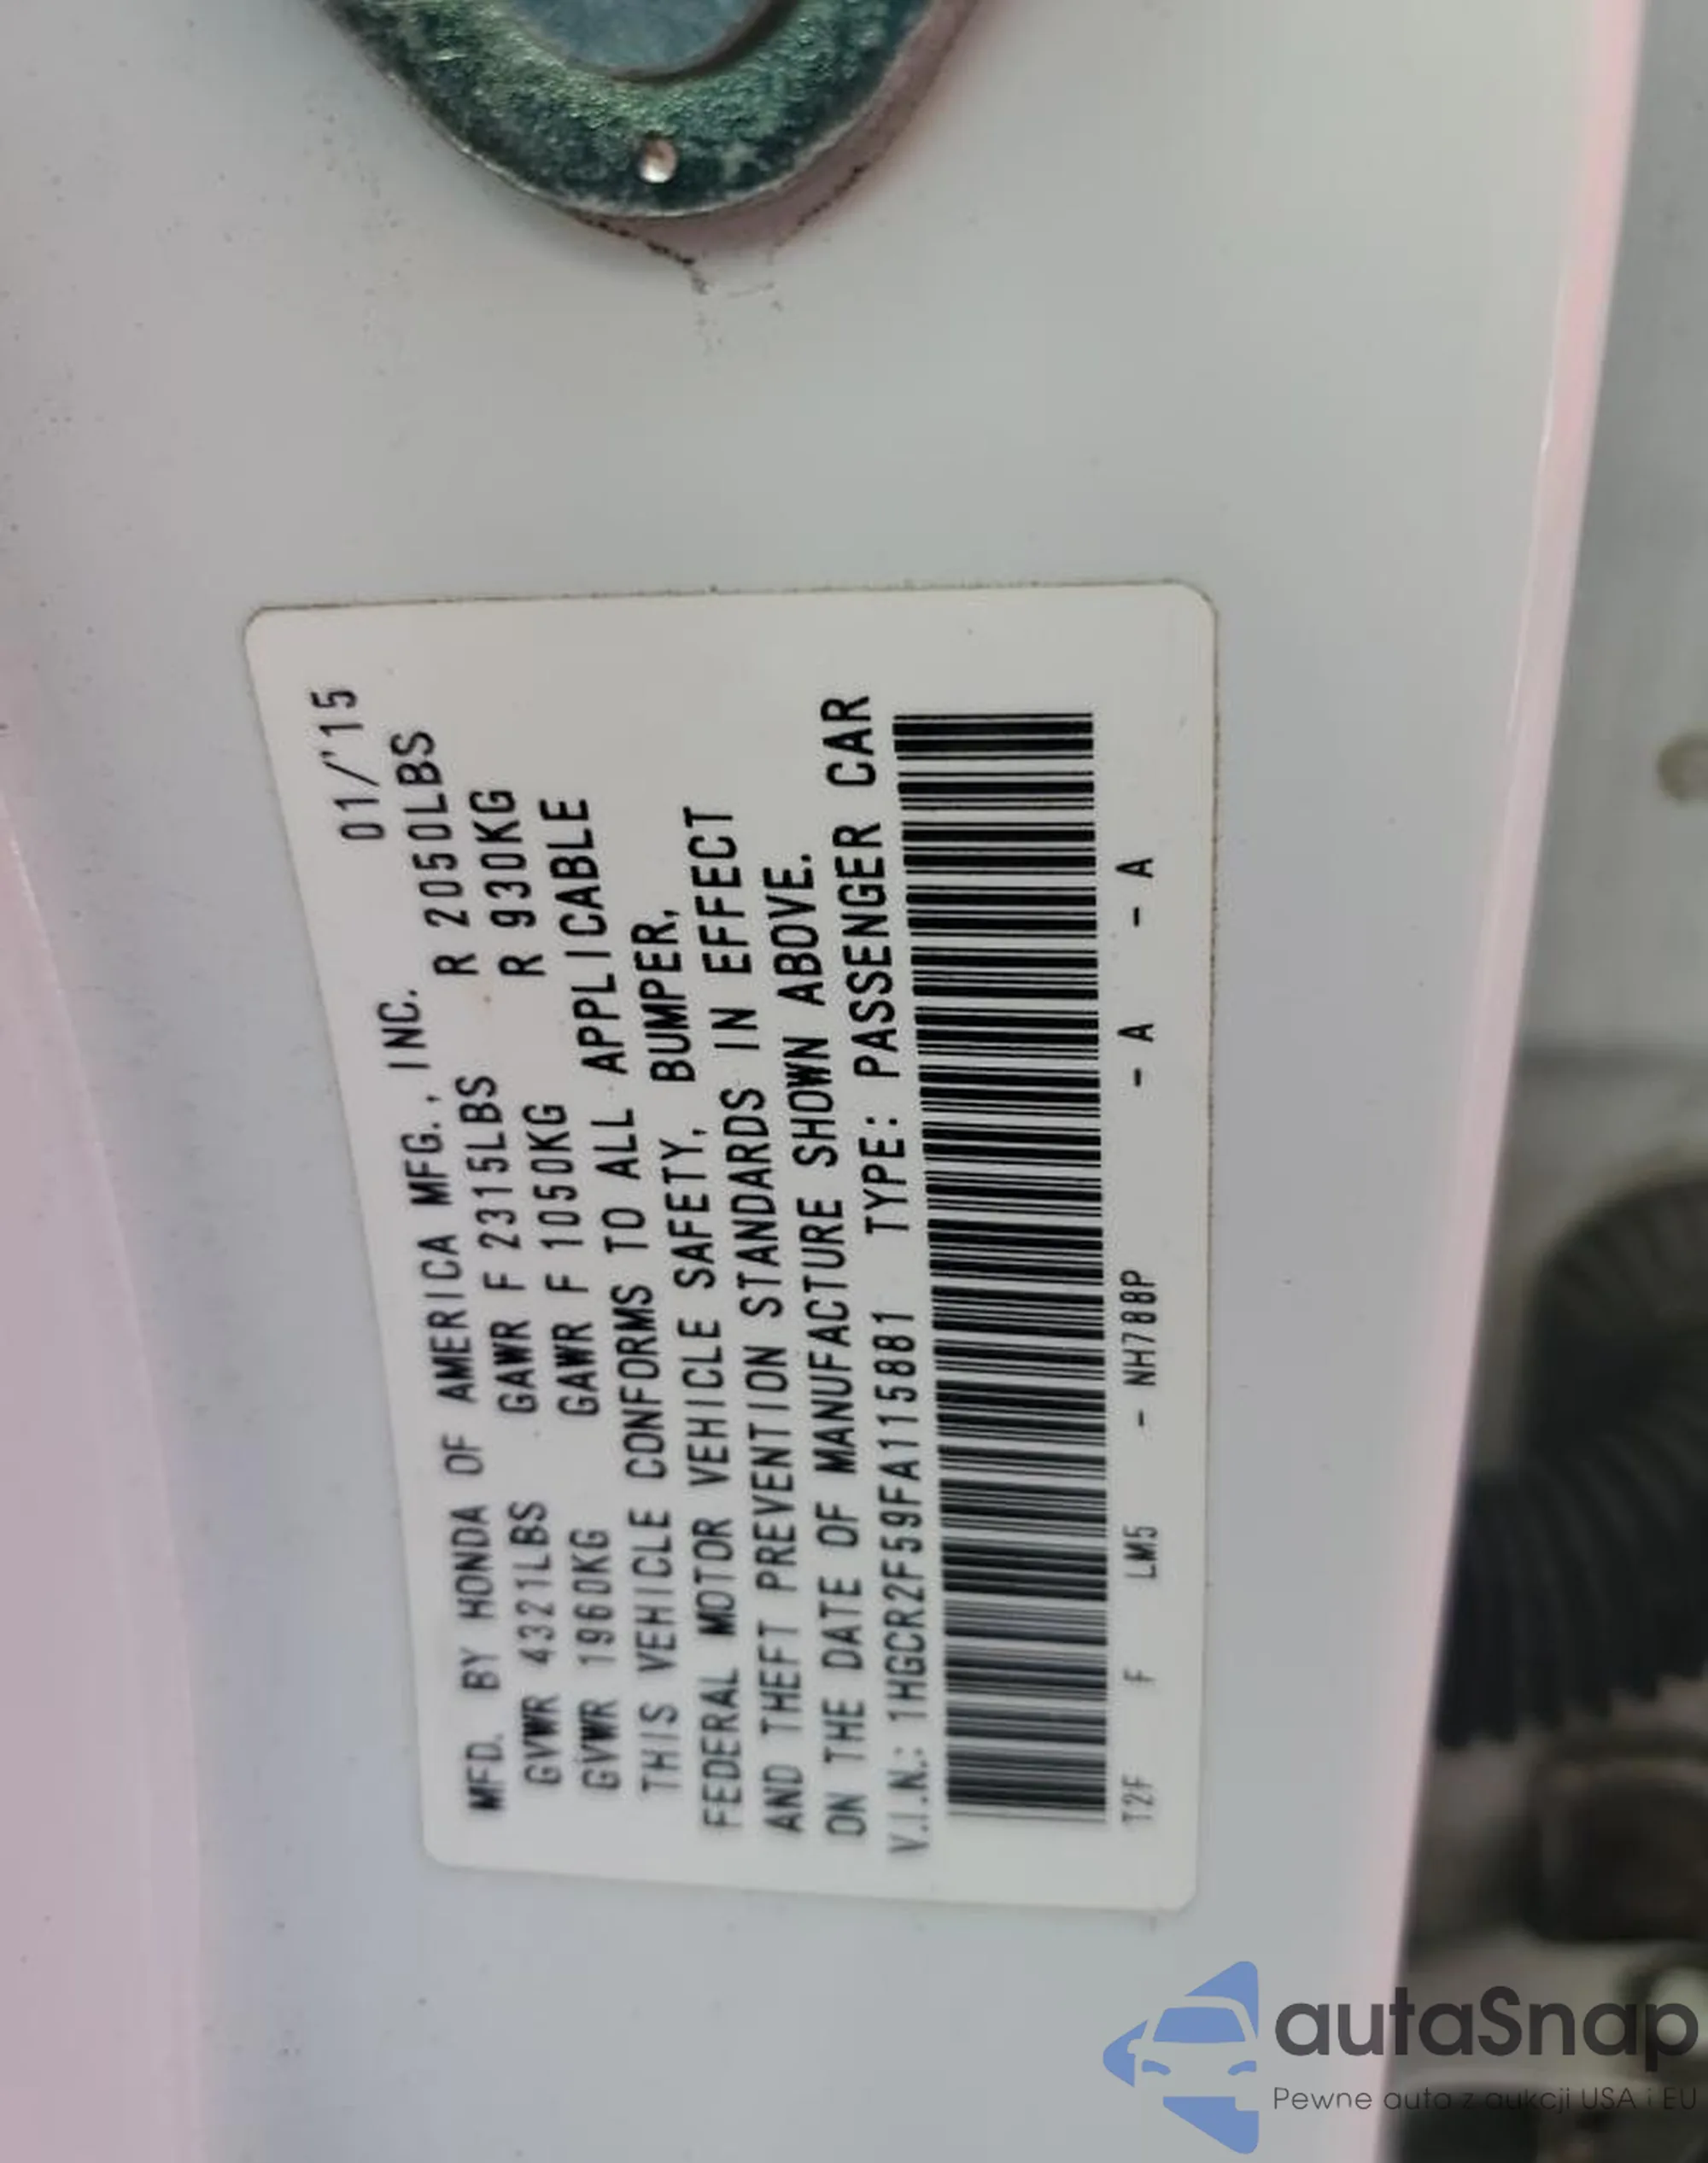 MFD. BY HONDA OF AMERICA MFG., INC. 01/'15
GVWR 4321LBS GAWR F 2315LBS R 2050LBS
GVWR 1960KG GAWR F 1050KG R 930KG
THIS VEHICLE CONFORMS TO ALL APPLICABLE
FEDERAL MOTOR VEHICLE SAFETY, BUMPER,
AND THEFT PREVENTION STANDARDS IN EFFECT
ON THE DATE OF MANUFACTURE SHOWN ABOVE.
V.I.N.: 1HGCR2F59FA115881 TYPE: PASSENGER CAR
T2F F LM5 - NH788P - A - A
autaSnap
Pewne auto z aukcji USA i EU